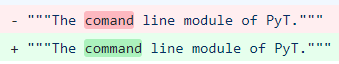 - """The comand line module of PyT."""
+ """The command line module of PyT."""